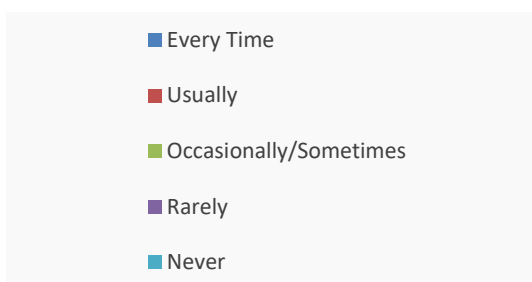 Every Time
Usually
Occasionally/Sometimes
Rarely
Never